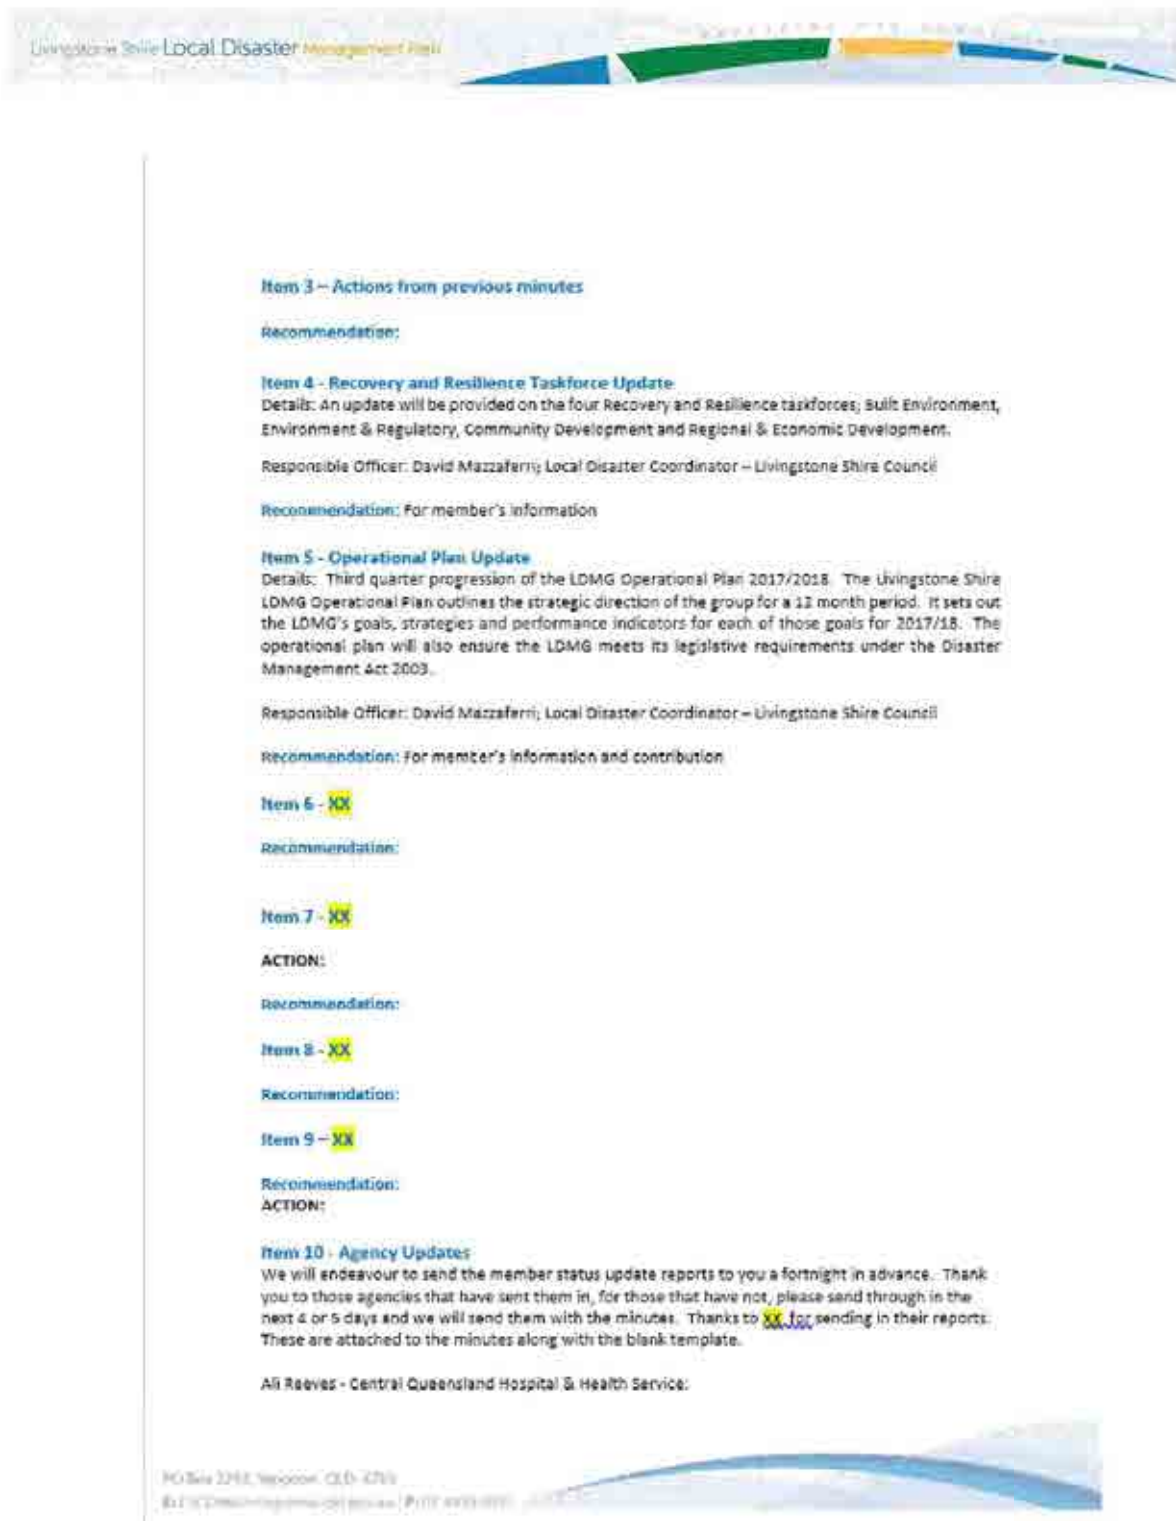 Livingstone Shire Local Disaster Management Plan
Item 3 – Actions from previous minutes
Recommendation:
Item 4 - Recovery and Resilience Taskforce Update
Details: An update will be provided on the four Recovery and Resilience taskforces; Built Environment,
Environment & Regulatory, Community Development and Regional & Economic Development.
Responsible Officer: David Mazzaferri; Local Disaster Coordinator – Livingstone Shire Council
Recommendation: For member's information
Item 5 - Operational Plan Update
Details: Third quarter progression of the LDMG Operational Plan 2017/2018. The Livingstone Shire
LDMG Operational Plan outlines the strategic direction of the group for a 12 month period. It sets out
the LDMG's goals, strategies and performance indicators for each of those goals for 2017/18. The
operational plan will also ensure the LDMG meets its legislative requirements under the Disaster
Management Act 2003.
Responsible Officer: David Mazzaferri; Local Disaster Coordinator – Livingstone Shire Council
Recommendation: For member's information and contribution
Item 6 - XX
Recommendation:
Item 7 - XX
ACTION:
Recommendation:
Item 8 - XX
Recommendation:
Item 9 – XX
Recommendation:
ACTION:
Item 10 - Agency Updates
We will endeavour to send the member status update reports to you a fortnight in advance. Thank
you to those agencies that have sent them in, for those that have not, please send through in the
next 4 or 5 days and we will send them with the minutes. Thanks to XX for sending in their reports.
These are attached to the minutes along with the blank template.
Ali Reeves - Central Queensland Hospital & Health Service:
PO Box QLD